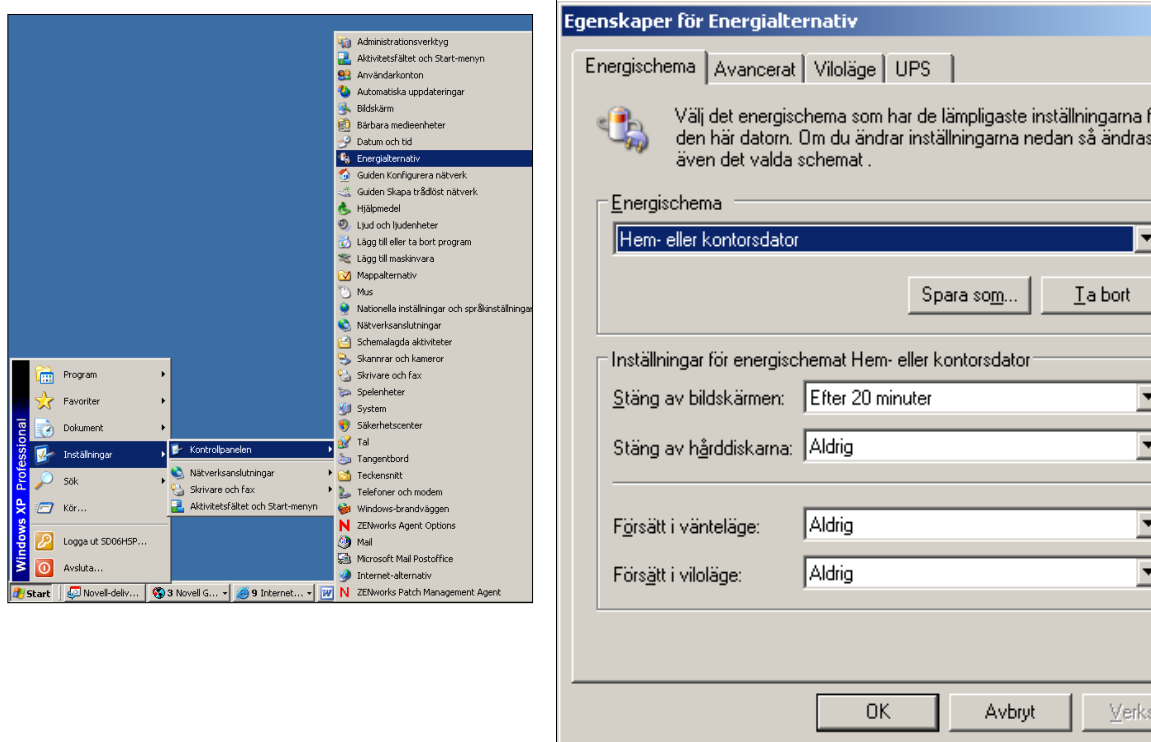 Administrationsverktyg
Aktivitetsfältet och Start-menyn
Användarkonton
Automatiska uppdateringar
Bildskärm
Bärbara medieenheter
Datum och tid
Energialternativ
Guiden Konfigurera nätverk
Guiden Skapa trådlöst nätverk
Hjälpmedel
Ljud och ljudenheter
Lägg till eller ta bort program
Lägg till maskinvara
Mappalternativ
Mus
Nationella inställningar och språkinställningar
Nätverksanslutningar
Schemalagda aktiviteter
Skannrar och kameror
Skrivare och fax
Spelenheter
System
Säkerhetscenter
Tal
Tangentbord
Teckensnitt
Telefoner och modem
Windows-brandväggen
ZENworks Agent Options
Mail
Microsoft Mail Postoffice
Internet-alternativ
ZENworks Patch Management Agent
Windows XP Professional
Program
Favoriter
Dokument
Inställningar
Sök
Kör...
Logga ut SD06HSP...
Avsluta...
Kontrollpanelen
Nätverksanslutningar
Skrivare och fax
Aktivitetsfältet och Start-menyn
Start Novell-deliv... 3 Novell G... 9 Internet...
Egenskaper för Energialternativ
Energischema Avancerat Viloläge UPS
Välj det energischema som har de lämpligaste inställningarna f
den här datorn. Om du ändrar inställningarna nedan så ändras
även det valda schemat .
Energischema
Hem- eller kontorsdator
Spara som... Ta bort
Inställningar för energischemat Hem- eller kontorsdator
Stäng av bildskärmen: Efter 20 minuter
Stäng av hårddiskarna: Aldrig
Försätt i vänteläge: Aldrig
Försätt i viloläge: Aldrig
OK Avbryt Verks